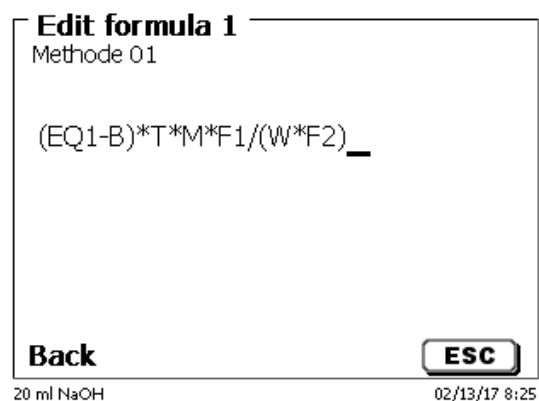 Edit formula 1
Methode 01
(EQ1-B)*T*M*F1/(W*F2)_
Back ESC
20 ml NaOH 02/13/17 8:25